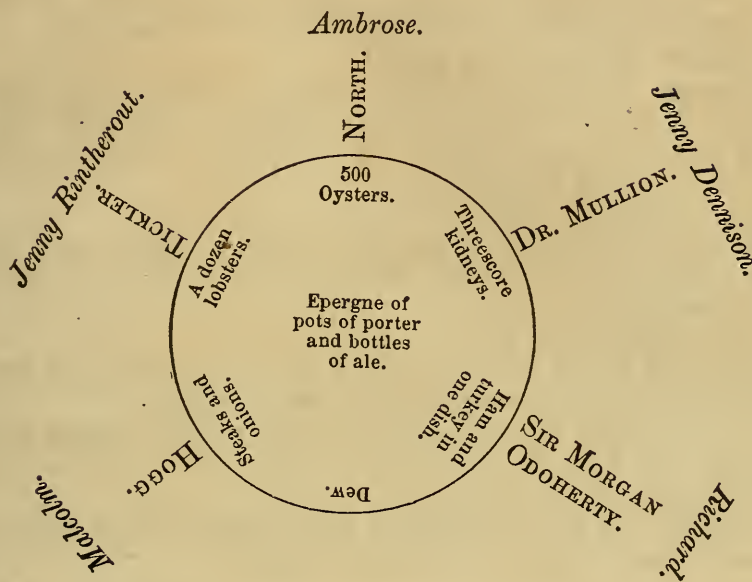 Ambrose.
NORTH.
Jenny Rintherout.
TICKLER.
Jenny Dennison.
DR. MULLION.
500
Oysters.
A dozen
lobsters.
Threescore
kidneys.
Epergne of
pots of porter
and bottles
of ale.
Steaks and
onions.
Ham and
turkey in
one dish.
Dew.
HOGG.
Malcolm.
SIR MORGAN
ODOHERTY.
Richard.